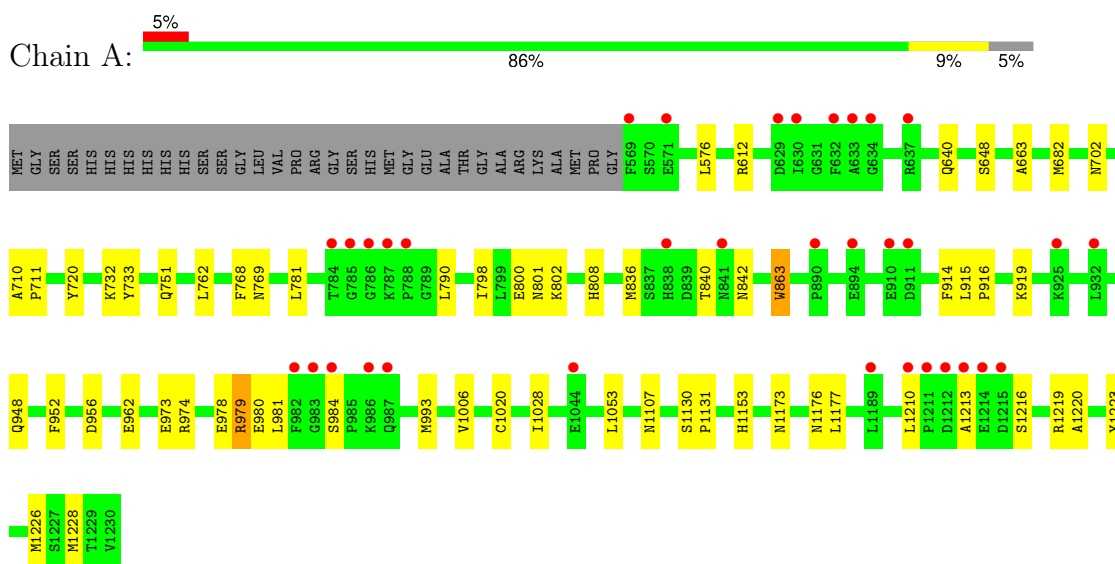 5%
Chain A:
86% 9% 5%
MET GLY SER SER HIS HIS HIS HIS HIS HIS SER SER GLY LEU VAL PRO ARG GLY SER HIS MET GLY GLU ALA THR GLY ALA ARG LYS ALA MET PRO GLY F569 S570 E571 L576 R612 D629 I630 G631 F632 A633 G634 R637 Q640 S648 A663 M682 N702
A710 P711 Y720 K732 Y733 Q751 L762 F768 N769 L781 T784 G785 G786 K787 P788 G789 L790 I798 L799 E800 N801 K802 H808 M836 S837 H838 D839 T840 N841 N842 W863 P890 E894 E910 D911 F914 L915 P916 K919 K925 L932
Q948 F952 D956 E962 E973 R974 E978 R979 E980 L981 F982 G983 S984 P985 K986 Q987 M993 V1006 C1020 I1028 E1044 L1053 N1107 S1130 P1131 H1153 N1173 N1176 L1177 L1189 L1210 P1211 D1212 A1213 E1214 D1215 S1216 R1219 A1220
M1226 S1227 M1228 T1229 V1230